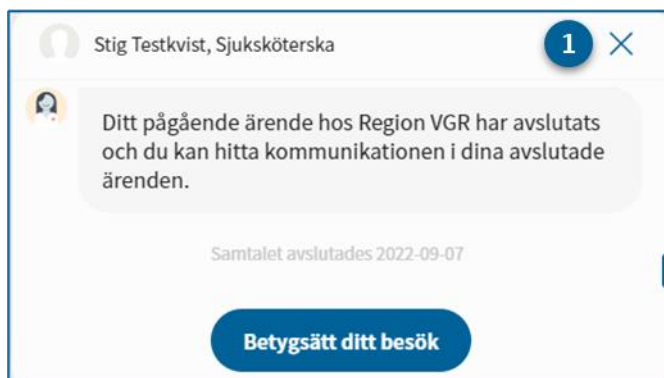 Stig Testkvist, Sjuksköterska
1
Ditt pågående ärende hos Region VGR har avslutats
och du kan hitta kommunikationen i dina avslutade
ärenden.
Samtalet avslutades 2022-09-07
Betygsätt ditt besök